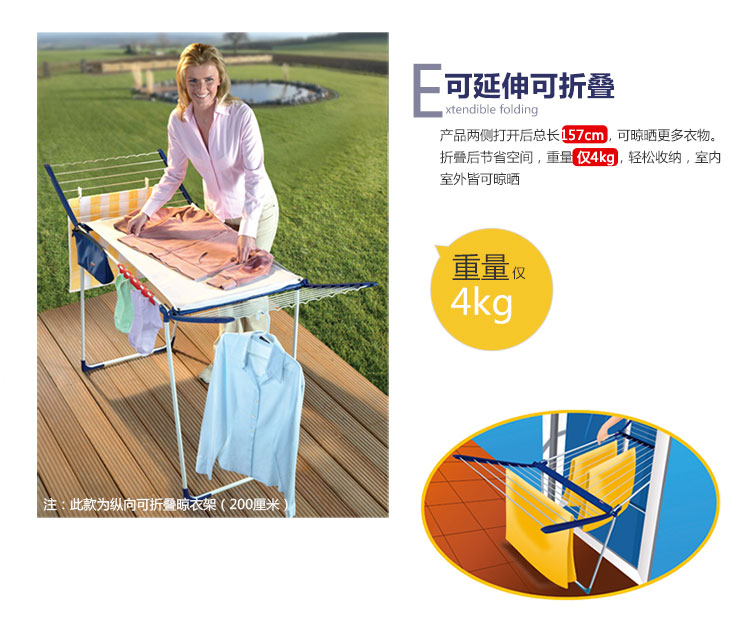 E可延伸可折叠
xtendible folding
产品两侧打开后总长157cm，可晾晒更多衣物。
折叠后节省空间，重量仅4kg，轻松收纳，室内
室外皆可晾晒
重量仅
4kg
注：此款为纵向可折叠晾衣架（200厘米）